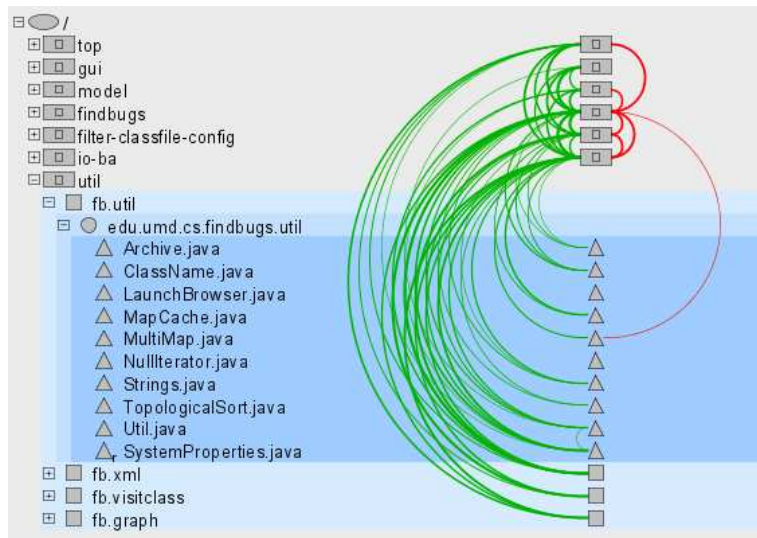 /
top
gui
model
findbugs
filter-classfile-config
io-ba
util
fb.util
edu.umd.cs.findbugs.util
Archive.java
ClassName.java
LaunchBrowser.java
MapCache.java
MultiMap.java
NullIterator.java
Strings.java
TopologicalSort.java
Util.java
r SystemProperties.java
fb.xml
fb.visitclass
fb.graph